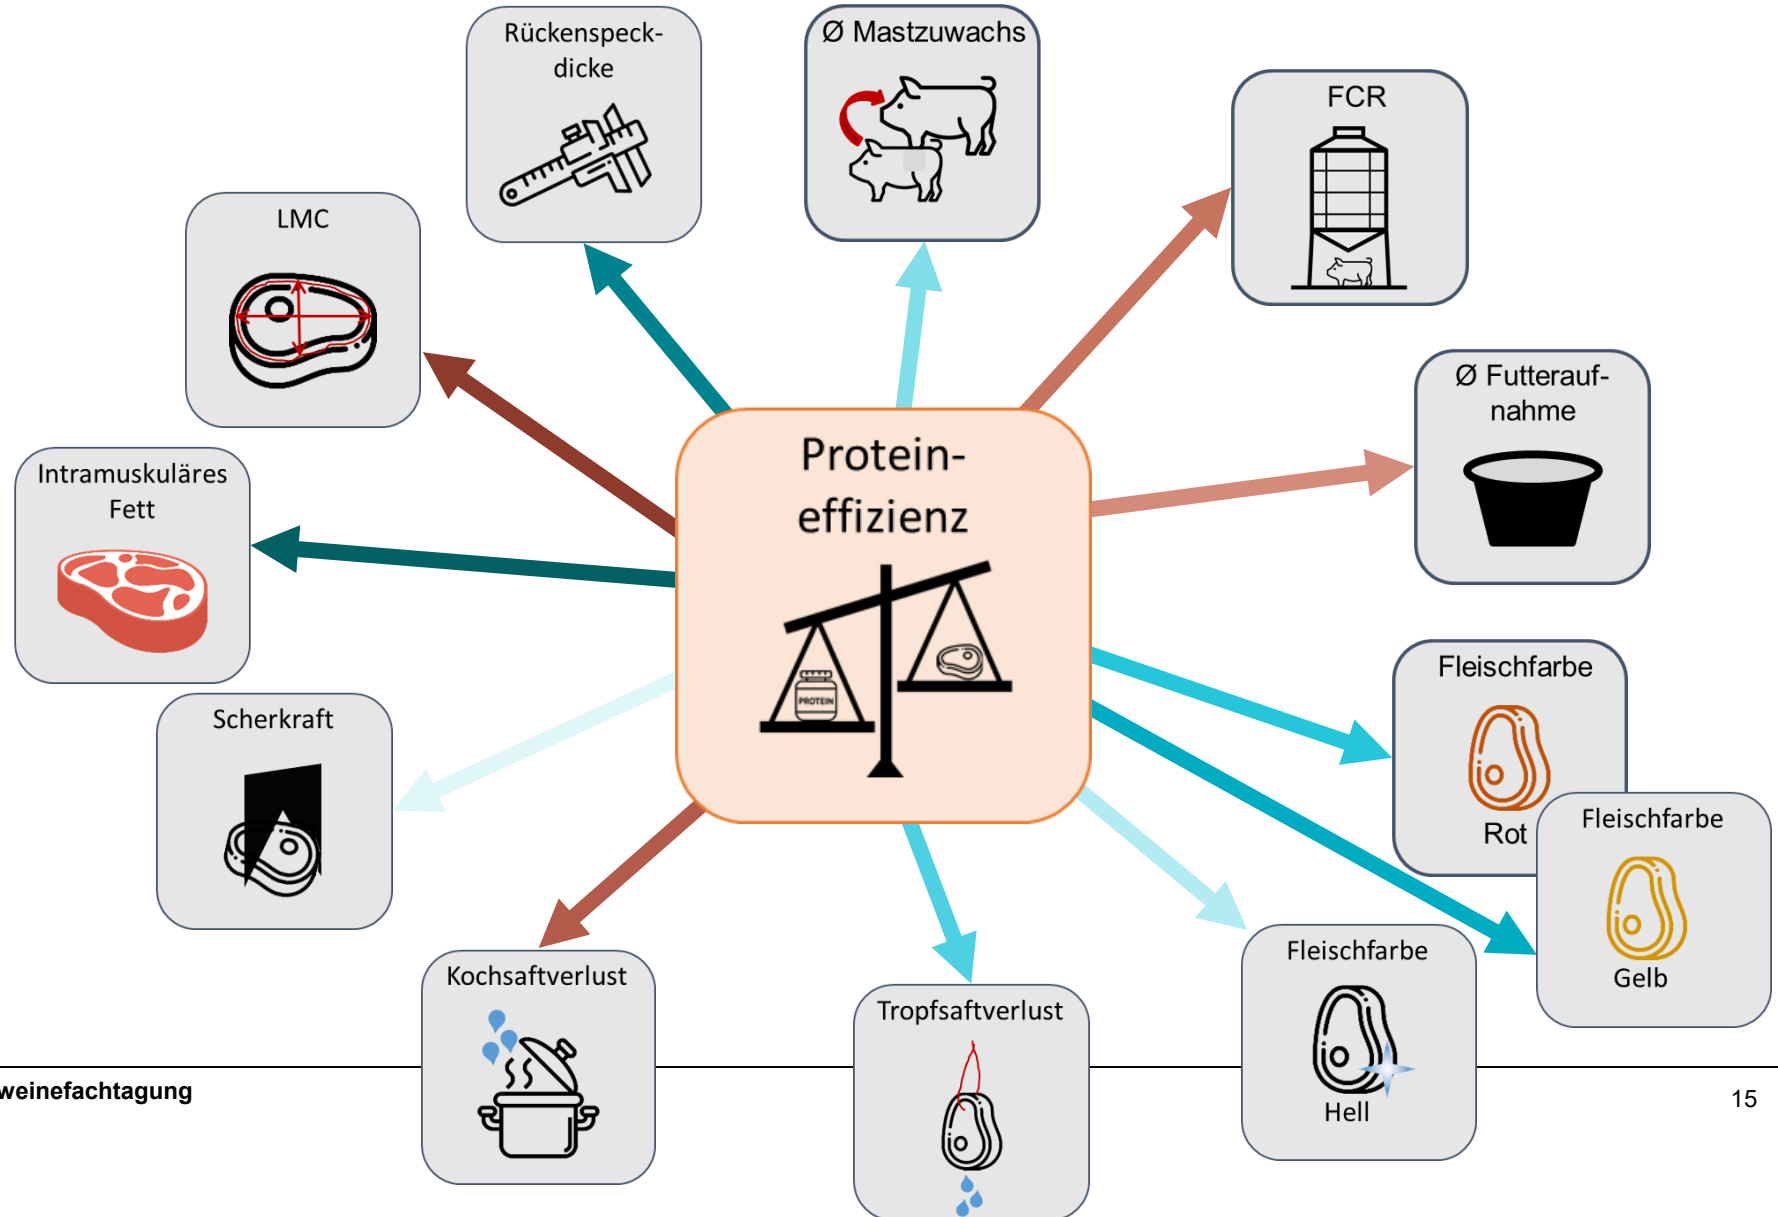 Rückenspeck-
dicke
Ø Mastzuwachs
FCR
LMC
Ø Futterauf-
nahme
Protein-
effizienz
PROTEIN
Intramuskuläres
Fett
Fleischfarbe
Rot
Scherkraft
Fleischfarbe
Gelb
Fleischfarbe
Hell
Kochsaftverlust
Tropfsaftverlust
weinefachtagung
15